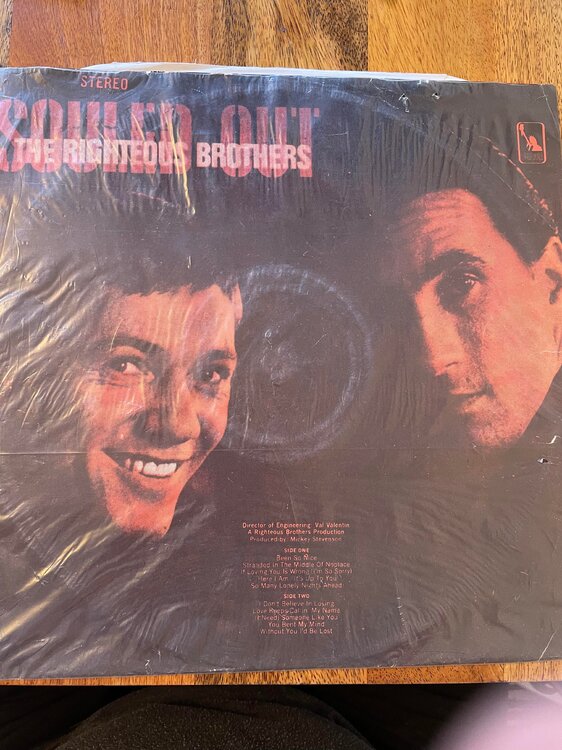 STEREO
SOULED OUT
THE RIGHTEOUS BROTHERS
Director of Engineering: Val Valentin
A Righteous Brothers Production
Produced by: Mickey Stevenson
SIDE ONE
Been So Nice
Stranded In The Middle Of Noplace
If Loving You Is Wrong (I'm So Sorry)
Here I Am (It's Up To You
So Many Lonely Nights Ahead
SIDE TWO
I Don't Believe In Losing
Love Keeps Callin' My Name
(I Need) Someone Like You
You Bent My Mind
Without You I'd Be Lost